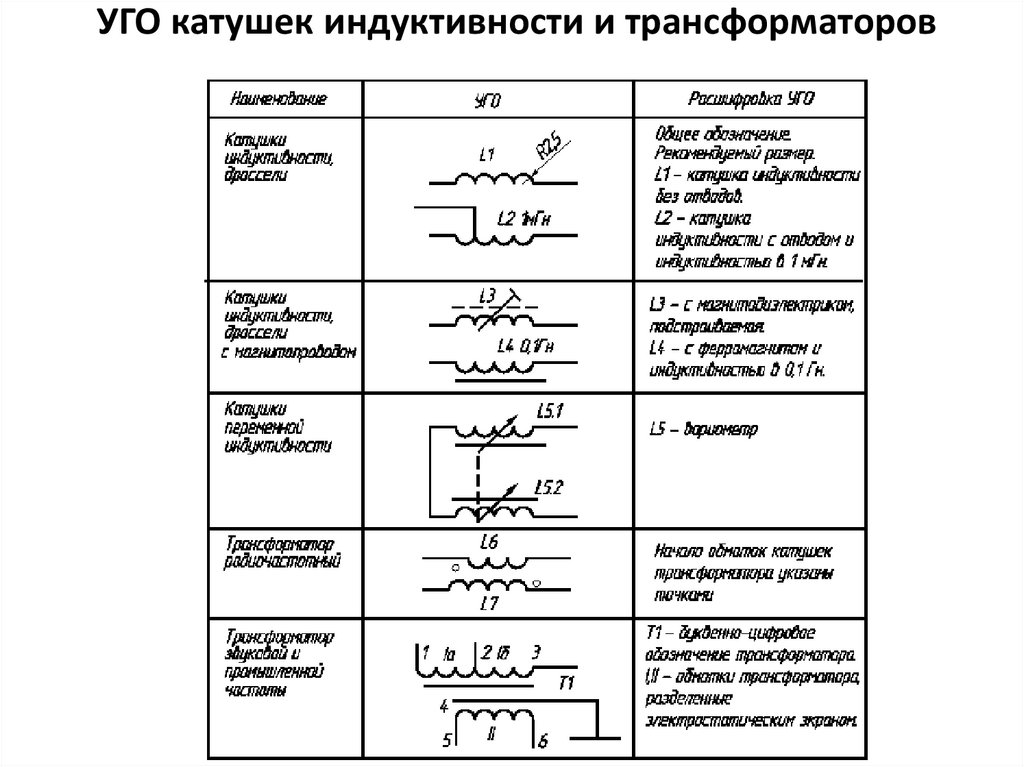 УГО катушек индуктивности и трансформаторов
Наименование
УГО
Расшифровка УГО
Катушки
индуктивности,
дроссели
L1
R2,5
L2 1мГн
Общее обозначение.
Рекомендуемый размер.
L1 – катушка индуктивности
без отводов.
L2 – катушка
индуктивности с отводом и
индуктивностью в 1 мГн.
Катушки
индуктивности,
дроссели
с магнитопроводом
L3
L4 0,1Гн
L3 – с магнитодиэлектриком,
подстраиваемая.
L4 – с ферромагнитом и
индуктивностью в 0,1 Гн.
Катушки
переменной
индуктивности
L5.1
L5.2
L5 – вариометр
Трансформатор
радиочастотный
L6
L7
Начало обмоток катушек
трансформатора указаны
точками
Трансформатор
звуковой и
промышленной
частоты
1 Iа 2 Iб 3
T1
4
5 II 6
Т1 – буквенно-цифровое
обозначение трансформатора.
I,II – обмотки трансформатора,
разделенные
электростатическим экраном.